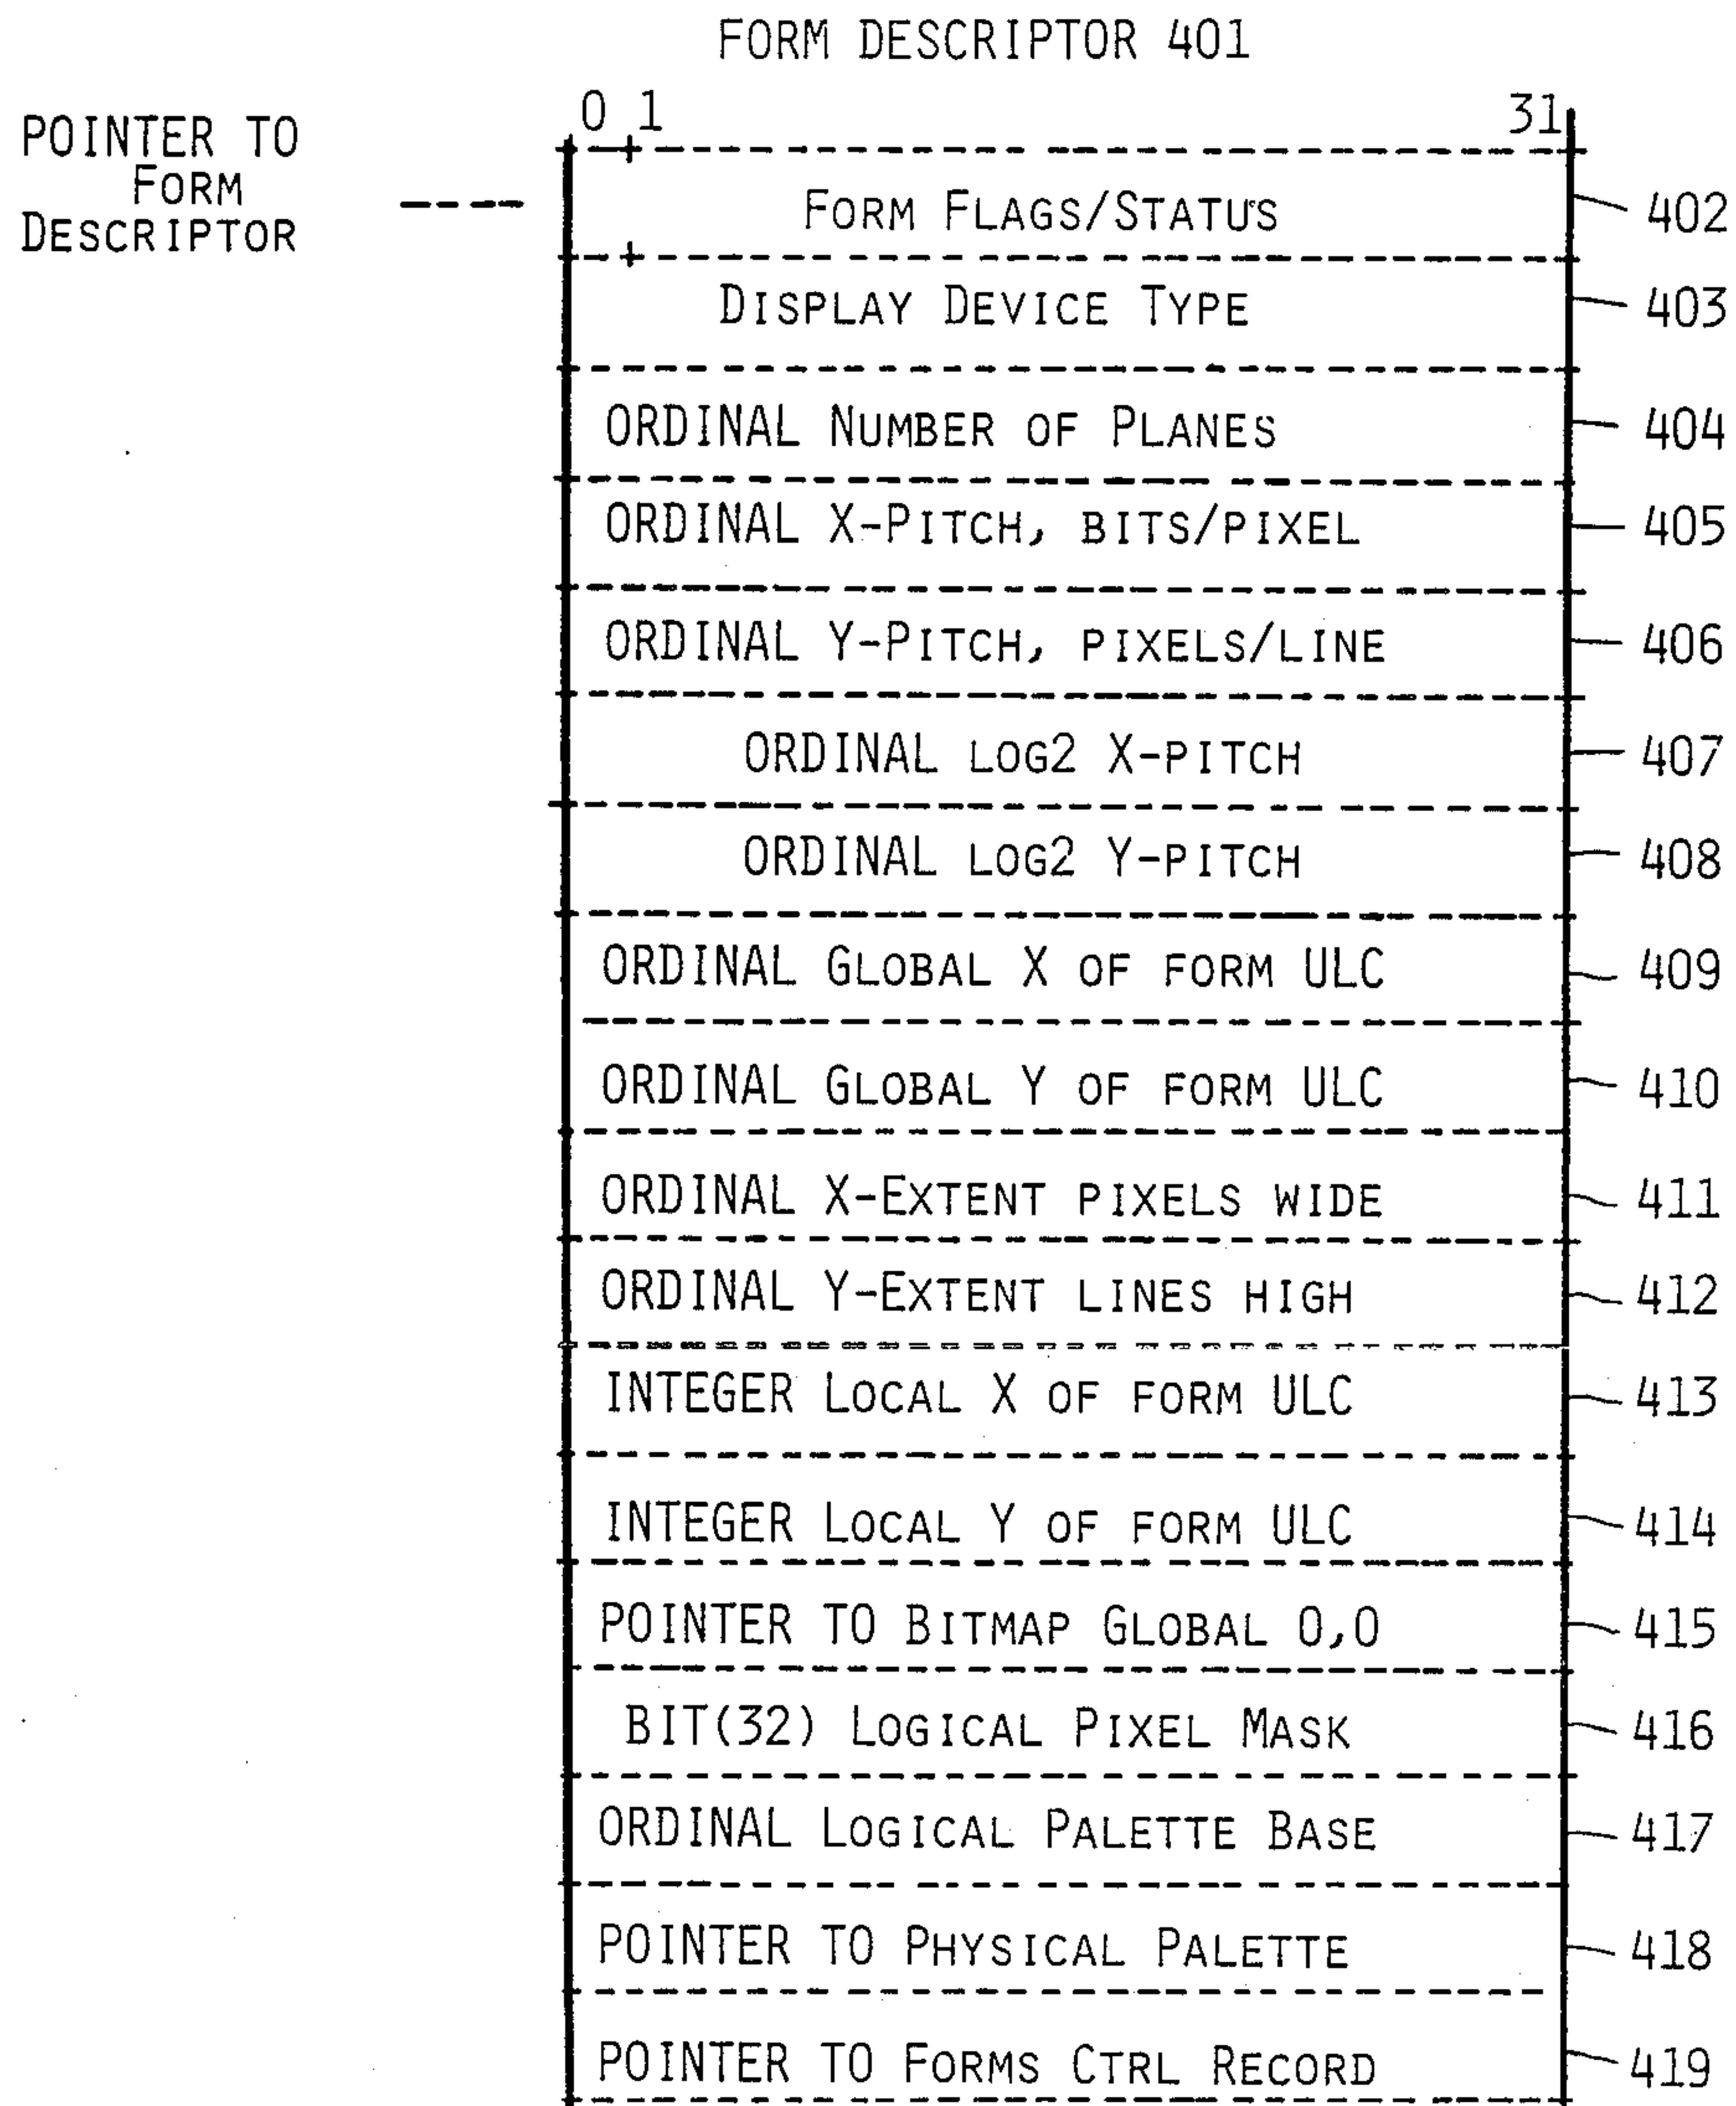 FORM DESCRIPTOR 401
0 1 31
POINTER TO
FORM
DESCRIPTOR
FORM FLAGS/STATUS 402
DISPLAY DEVICE TYPE 403
ORDINAL NUMBER OF PLANES 404
ORDINAL X-PITCH, BITS/PIXEL 405
ORDINAL Y-PITCH, PIXELS/LINE 406
ORDINAL LOG2 X-PITCH 407
ORDINAL LOG2 Y-PITCH 408
ORDINAL GLOBAL X OF FORM ULC 409
ORDINAL GLOBAL Y OF FORM ULC 410
ORDINAL X-EXTENT PIXELS WIDE 411
ORDINAL Y-EXTENT LINES HIGH 412
INTEGER LOCAL X OF FORM ULC 413
INTEGER LOCAL Y OF FORM ULC 414
POINTER TO BITMAP GLOBAL 0,0 415
BIT(32) LOGICAL PIXEL MASK 416
ORDINAL LOGICAL PALETTE BASE 417
POINTER TO PHYSICAL PALETTE 418
POINTER TO FORMS CTRL RECORD 419